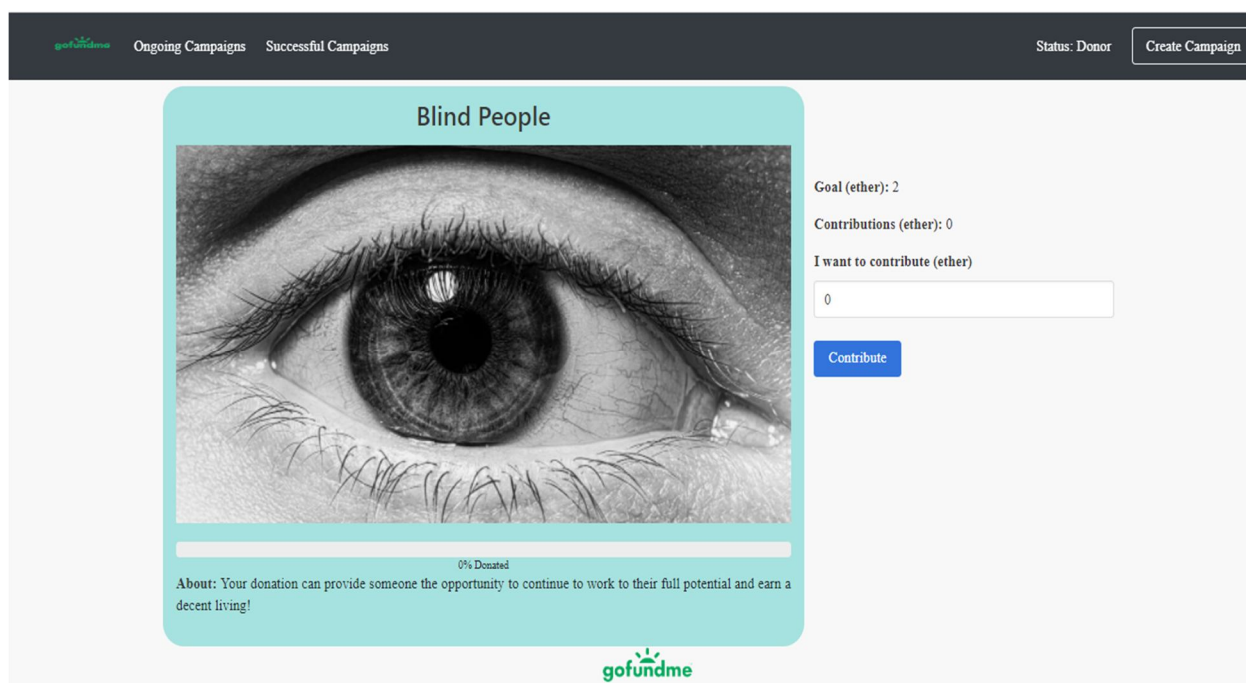 gofundme Ongoing Campaigns Successful Campaigns Status: Donor Create Campaign
Blind People
Goal (ether): 2
Contributions (ether): 0
I want to contribute (ether)
0
Contribute
0% Donated
About: Your donation can provide someone the opportunity to continue to work to their full potential and earn a
decent living!
gofundme